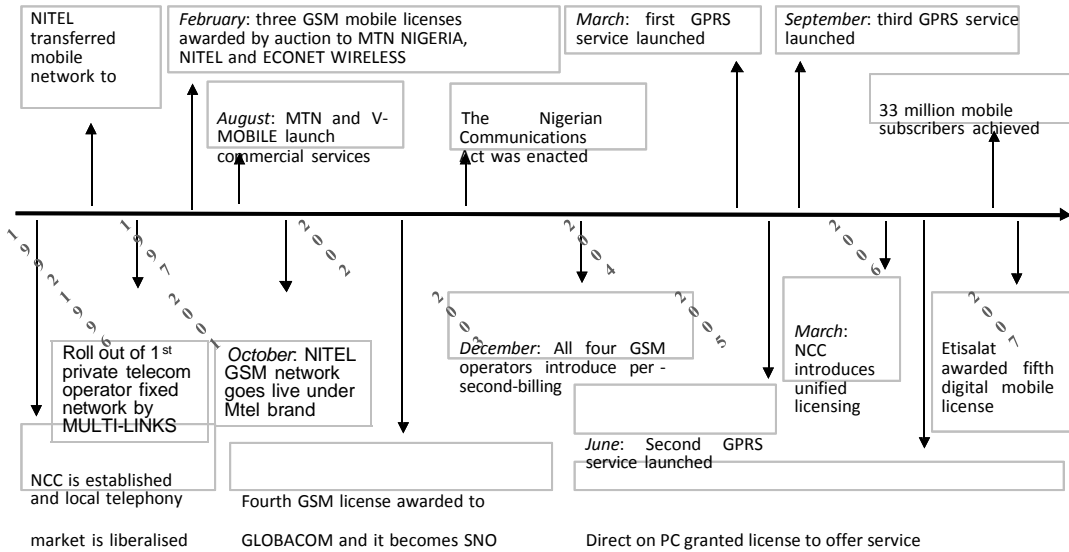 NITEL
transferred
mobile
network to
February: three GSM mobile licenses
awarded by auction to MTN NIGERIA,
NITEL and ECONET WIRELESS
March: first GPRS
service launched
September: third GPRS service
launched
August: MTN and V-
MOBILE launch
commercial services
The Nigerian
Communications
Act was enacted
33 million mobile
subscribers achieved
1992
1996
1997
2001
2002
2003
2004
2005
2006
2007
Roll out of 1st
private telecom
operator fixed
network by
MULTI-LINKS
October: NITEL
GSM network
goes live under
Mtel brand
December: All four GSM
operators introduce per -
second-billing
March:
NCC
introduces
unified
licensing
Etisalat
awarded fifth
digital mobile
license
June: Second GPRS
service launched
NCC is established
and local telephony
market is liberalised
Fourth GSM license awarded to
GLOBACOM and it becomes SNO
Direct on PC granted license to offer service